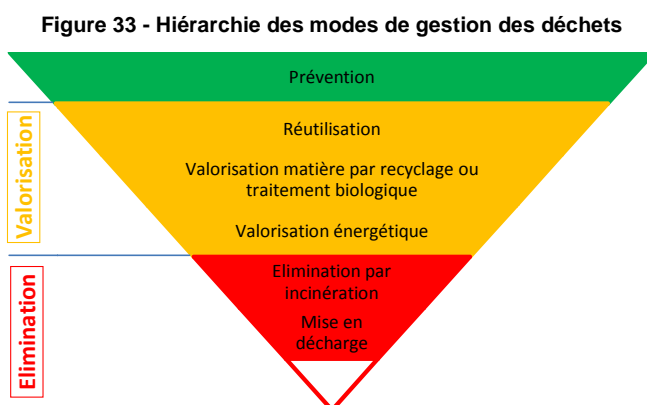 Figure 33 - Hiérarchie des modes de gestion des déchets
Prévention
Valorisation
Réutilisation
Valorisation matière par recyclage ou
traitement biologique
Valorisation énergétique
Elimination
Elimination par
incinération
Mise en
décharge